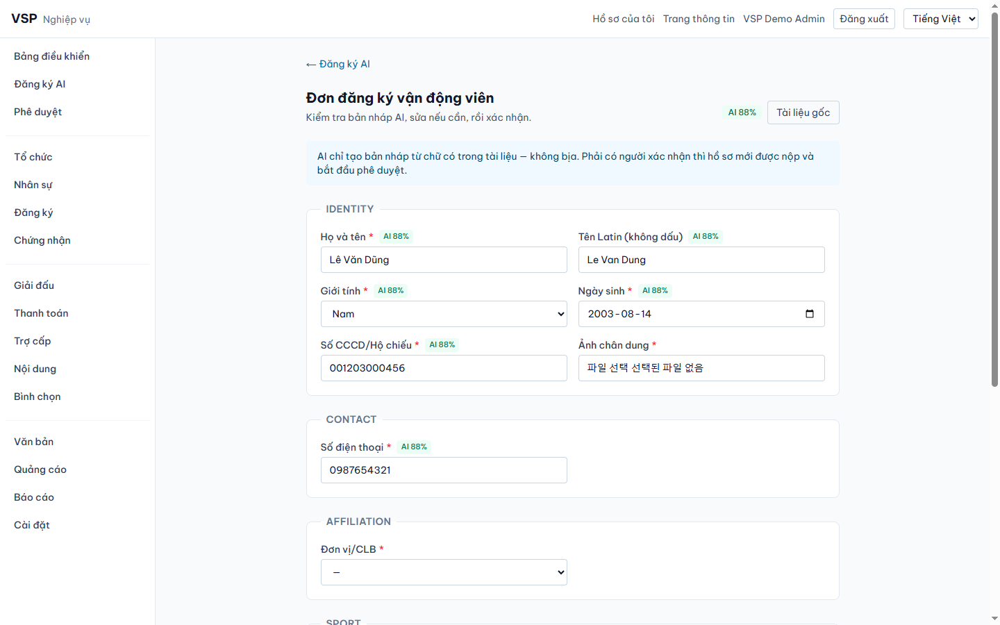 VSP Nghiệp vụ
Hồ sơ của tôi Trang thông tin VSP Demo Admin Đăng xuất Tiếng Việt
Bảng điều khiển
Đăng ký AI
Phê duyệt
Tổ chức
Nhân sự
Đăng ký
Chứng nhận
Giải đấu
Thanh toán
Trợ cấp
Nội dung
Bình chọn
Văn bản
Quảng cáo
Báo cáo
Cài đặt
← Đăng ký AI
Đơn đăng ký vận động viên
Kiểm tra bản nháp AI, sửa nếu cần, rồi xác nhận.
AI 88% Tài liệu gốc
AI chỉ tạo bản nháp từ chữ có trong tài liệu — không bịa. Phải có người xác nhận thì hồ sơ mới được nộp và
bắt đầu phê duyệt.
IDENTITY
Họ và tên * AI 88% Tên Latin (không dấu) AI 88%
Lê Văn Dũng Le Van Dung
Giới tính * AI 88% Ngày sinh * AI 88%
Nam 2003-08-14
Số CCCD/Hộ chiếu * AI 88% Ảnh chân dung *
001203000456 파일 선택 선택된 파일 없음
CONTACT
Số điện thoại * AI 88%
0987654321
AFFILIATION
Đơn vị/CLB *
—
SPORT